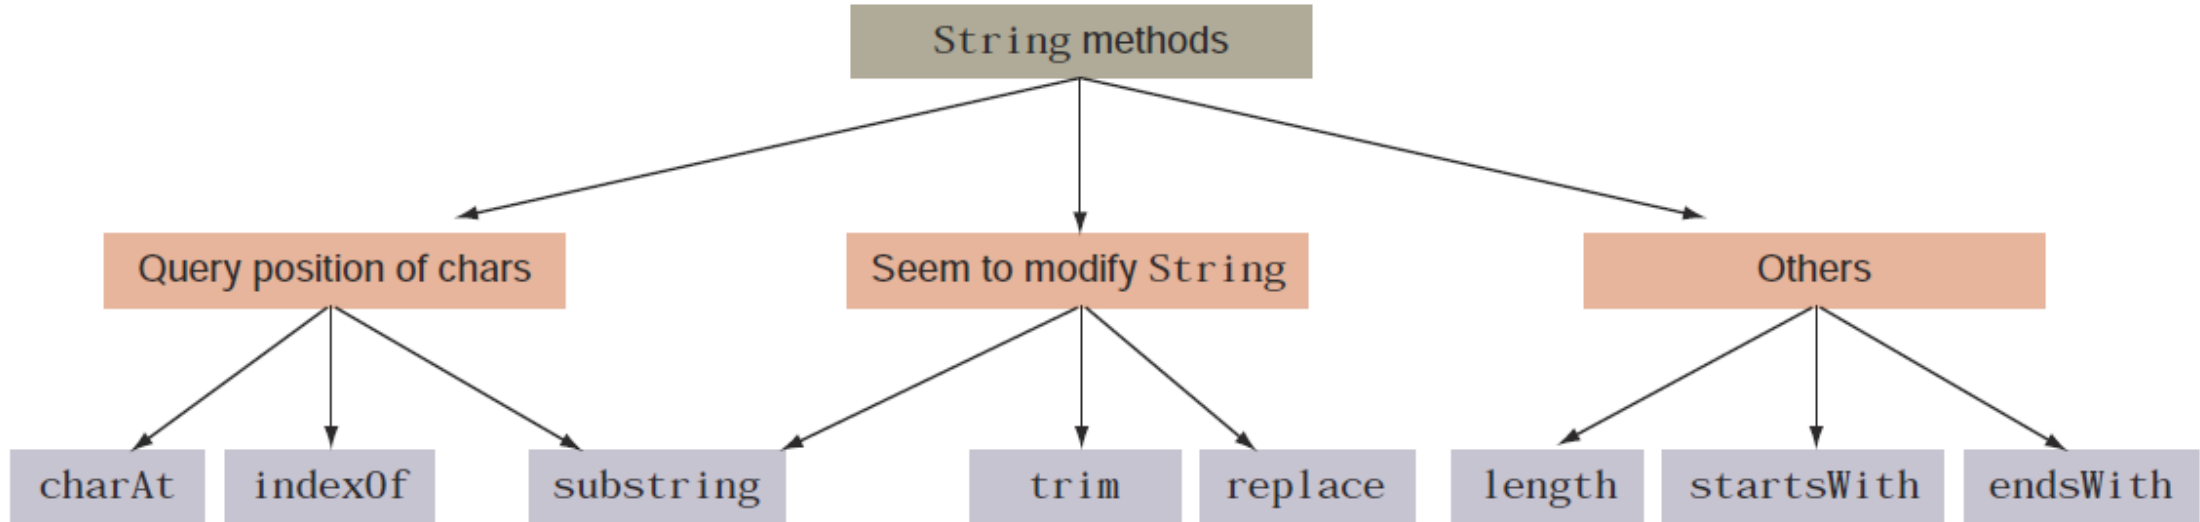 String methods
Query position of chars
Seem to modify String
Others
charAt
indexOf
substring
trim
replace
length
startsWith
endsWith